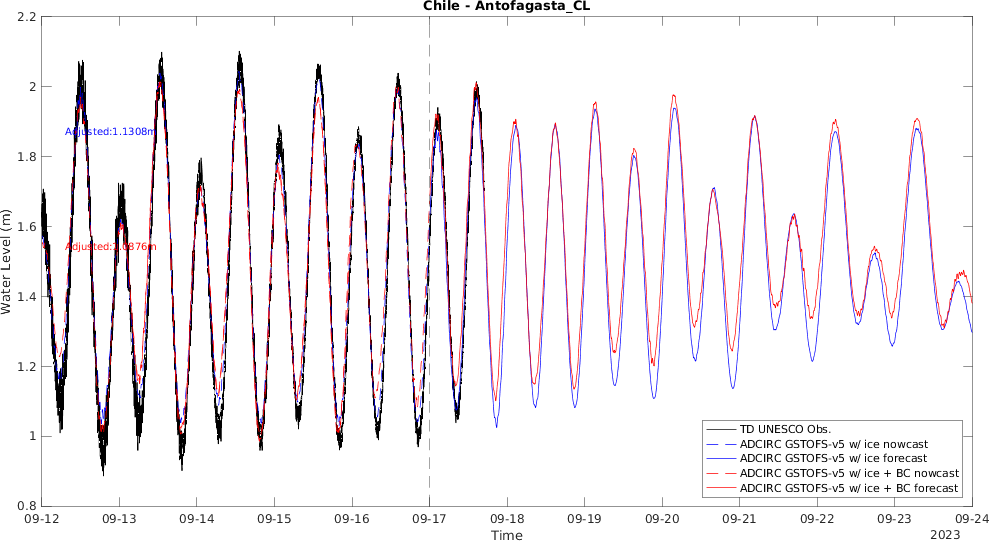 Chile - Antofagasta_CL
2.2
2
1.8
1.6
1.4
1.2
1
0.8
Water Level (m)
Adjusted:1.1308m
Adjusted:1.0876m
TD UNESCO Obs.
ADCIRC GSTOFS-v5 w/ ice nowcast
ADCIRC GSTOFS-v5 w/ ice forecast
ADCIRC GSTOFS-v5 w/ ice + BC nowcast
ADCIRC GSTOFS-v5 w/ ice + BC forecast
09-12 09-13 09-14 09-15 09-16 09-17 09-18 09-19 09-20 09-21 09-22 09-23 09-24
Time
2023